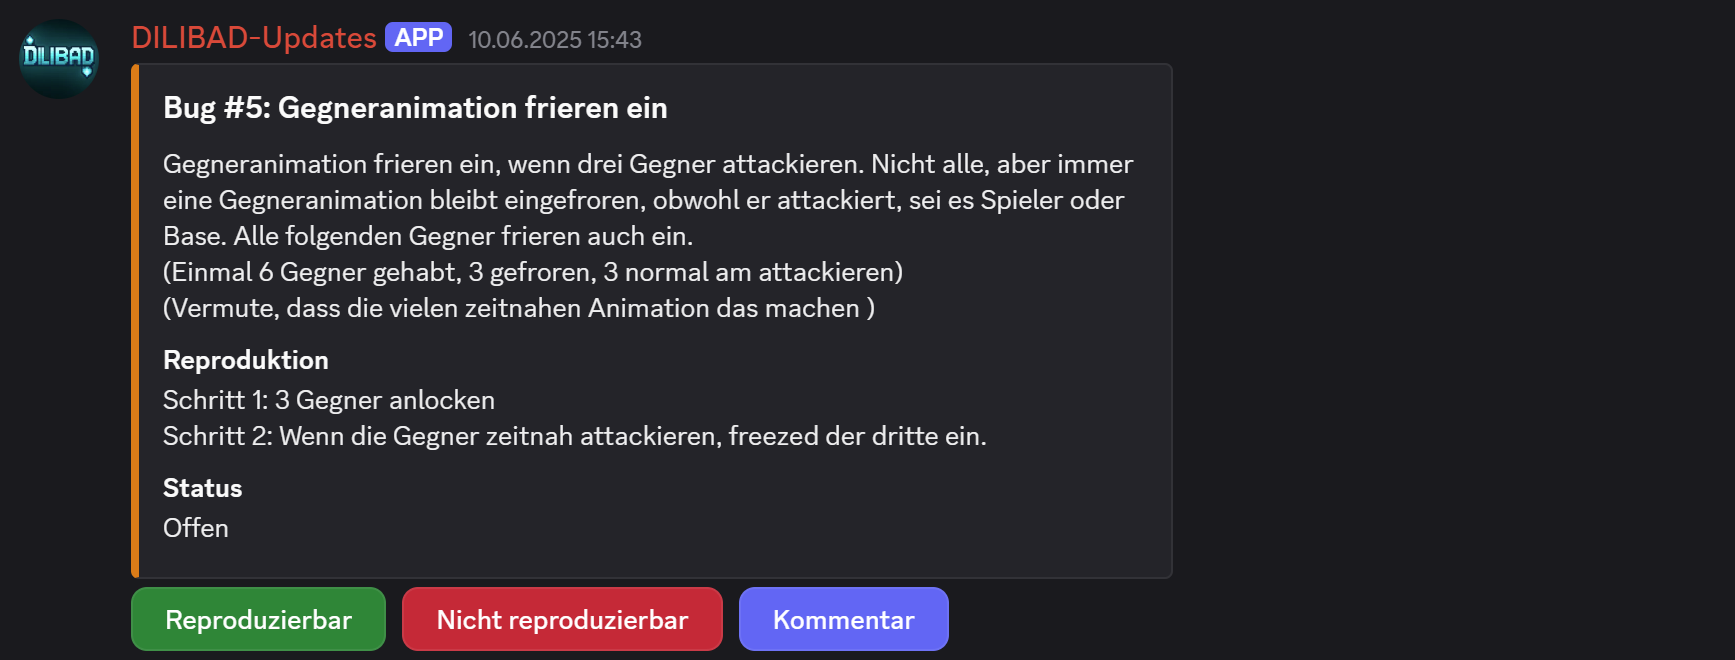 DILIBAD
DILIBAD-Updates APP 10.06.2025 15:43
Bug #5: Gegneranimation frieren ein
Gegneranimation frieren ein, wenn drei Gegner attackieren. Nicht alle, aber immer
eine Gegneranimation bleibt eingefroren, obwohl er attackiert, sei es Spieler oder
Base. Alle folgenden Gegner frieren auch ein.
(Einmal 6 Gegner gehabt, 3 gefroren, 3 normal am attackieren)
(Vermute, dass die vielen zeitnahen Animation das machen )
Reproduktion
Schritt 1: 3 Gegner anlocken
Schritt 2: Wenn die Gegner zeitnah attackieren, freezed der dritte ein.
Status
Offen
Reproduzierbar Nicht reproduzierbar Kommentar